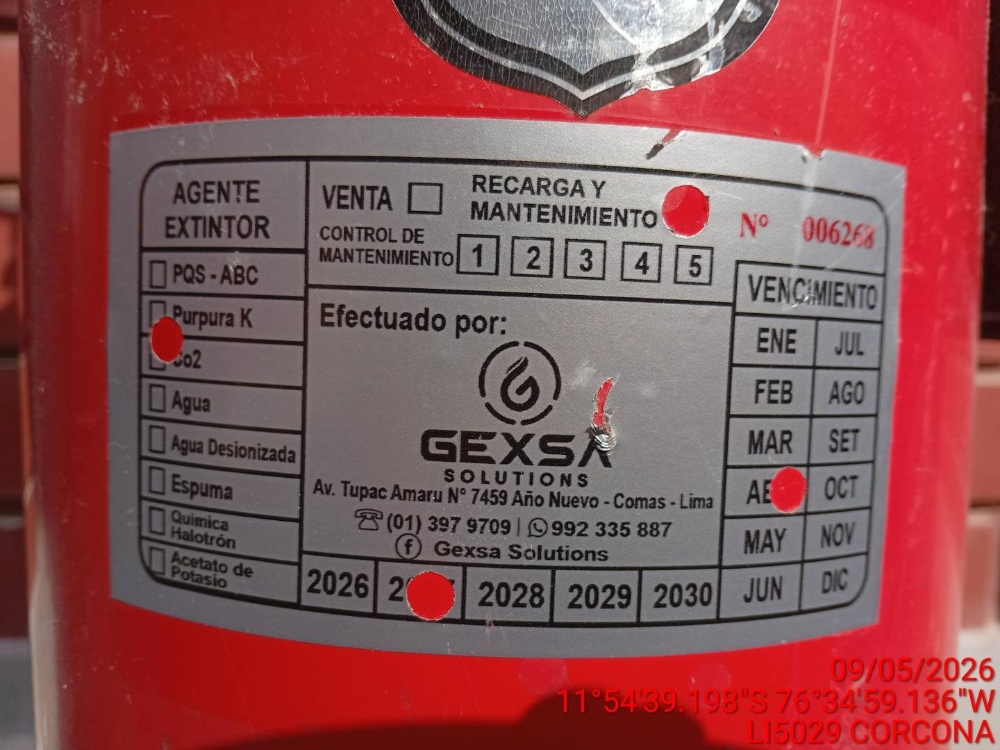 AGENTE
EXTINTOR
PQS - ABC
Purpura K
Co2
Agua
Agua Desionizada
Espuma
Quimica
Halotrón
Acetato de
Potasio
VENTA
RECARGA Y
MANTENIMIENTO
CONTROL DE
MANTENIMIENTO 1 2 3 4 5
Nº 006268
Efectuado por:
G
GEXSA
SOLUTIONS
Av. Tupac Amaru Nº 7459 Año Nuevo - Comas - Lima
(01) 397 9709 | 992 335 887
f Gexsa Solutions
2026 2028 2029 2030
VENCIMIENTO
ENE JUL
FEB AGO
MAR SET
OCT
MAY NOV
JUN DIC
09/05/2026
11°54'39.198"S 76°34'59.136"W
LI5029 CORCONA